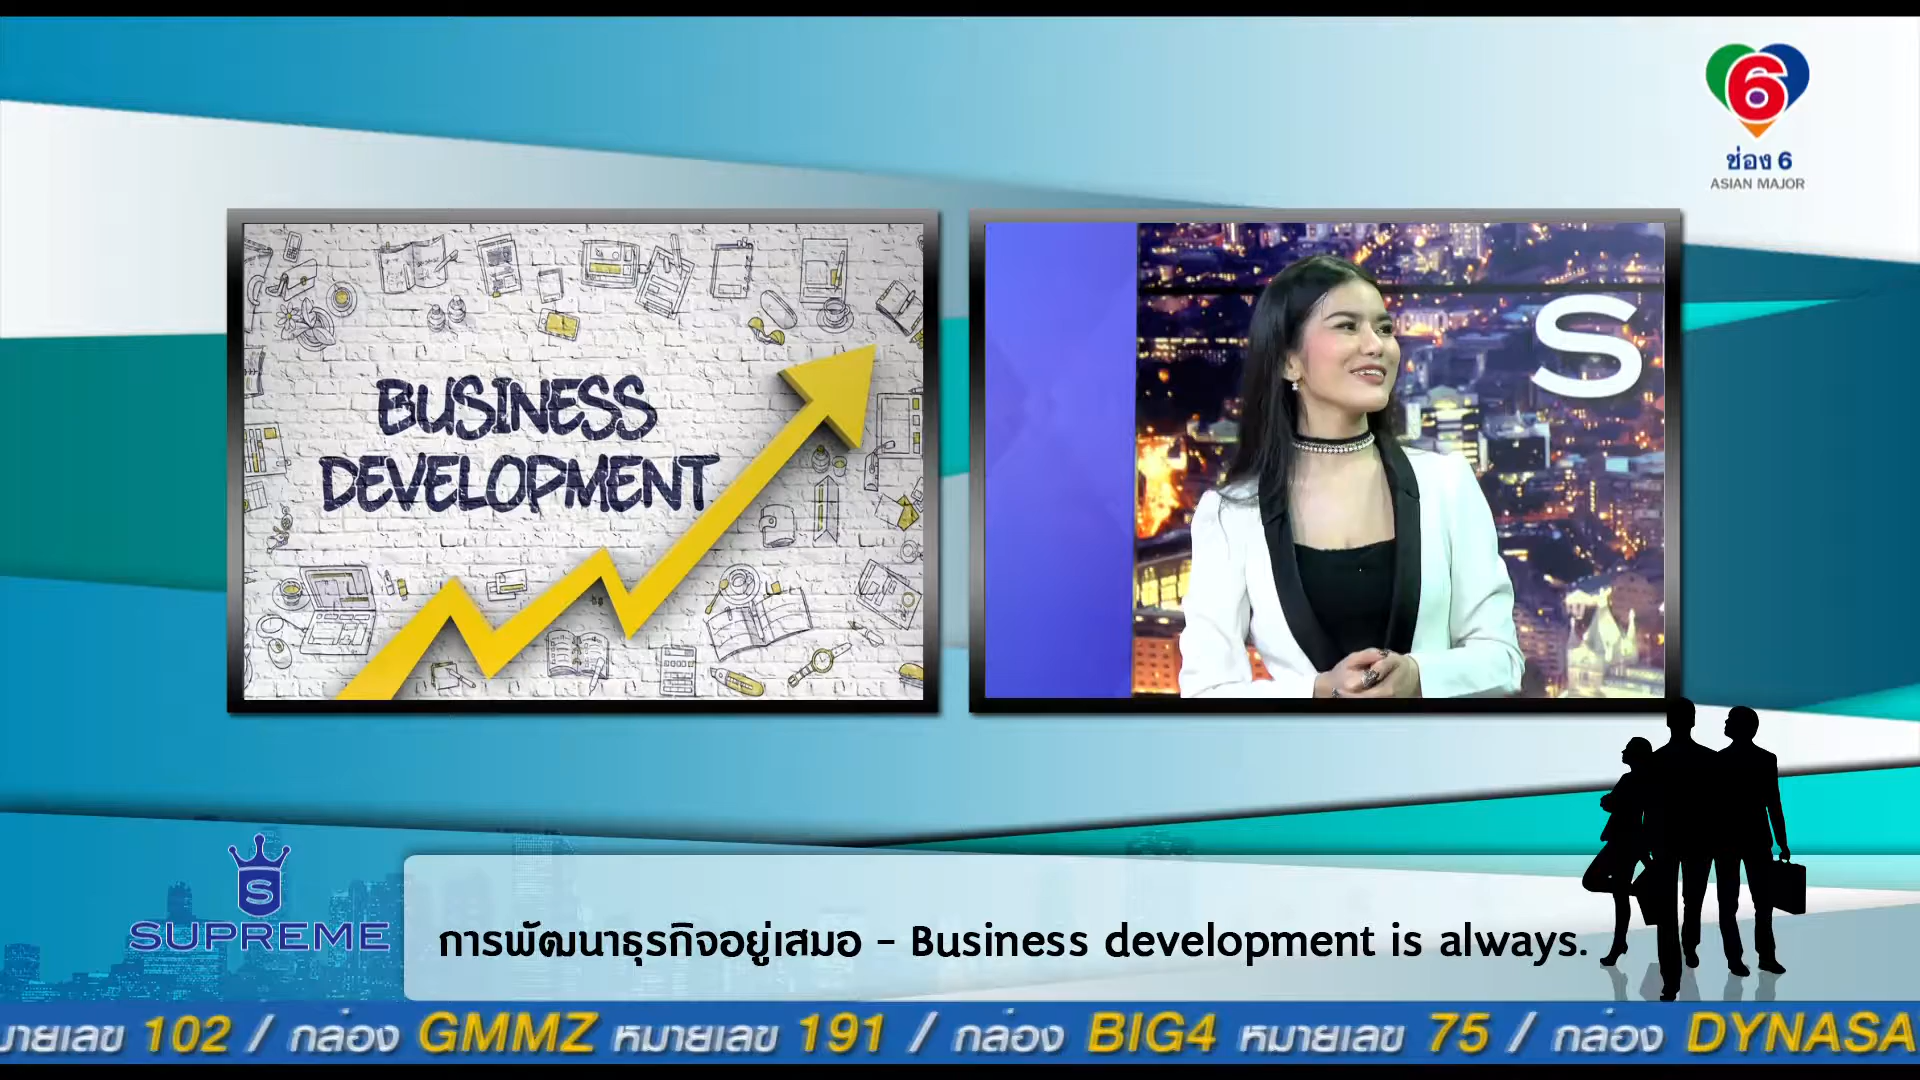 6
ช่อง 6
ASIAN MAJOR
BUSINESS
DEVELOPMENT
S
S
SUPREME
การพัฒนาธุรกิจอยู่เสมอ - Business development is always.
มายเลข 102 / กล่อง GMMZ หมายเลข 191 / กล่อง BIG4 หมายเลข 75 / กล่อง DYNASA